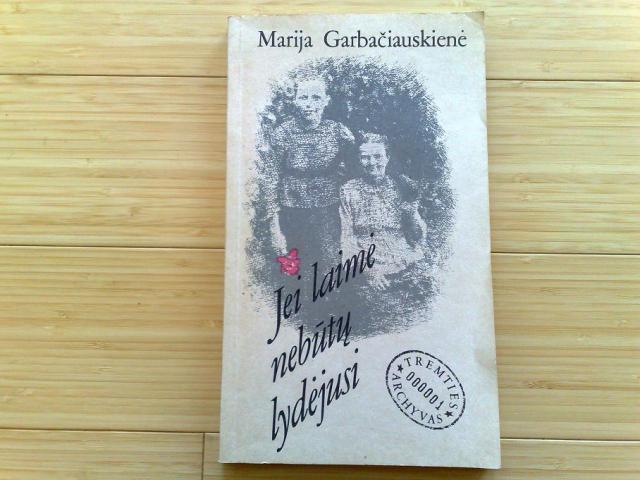 Marija Garbačiauskienė
Jei laimė
nebūtų
lydėjusi
★ TREMTIES ★
000001
ARCHYVAS